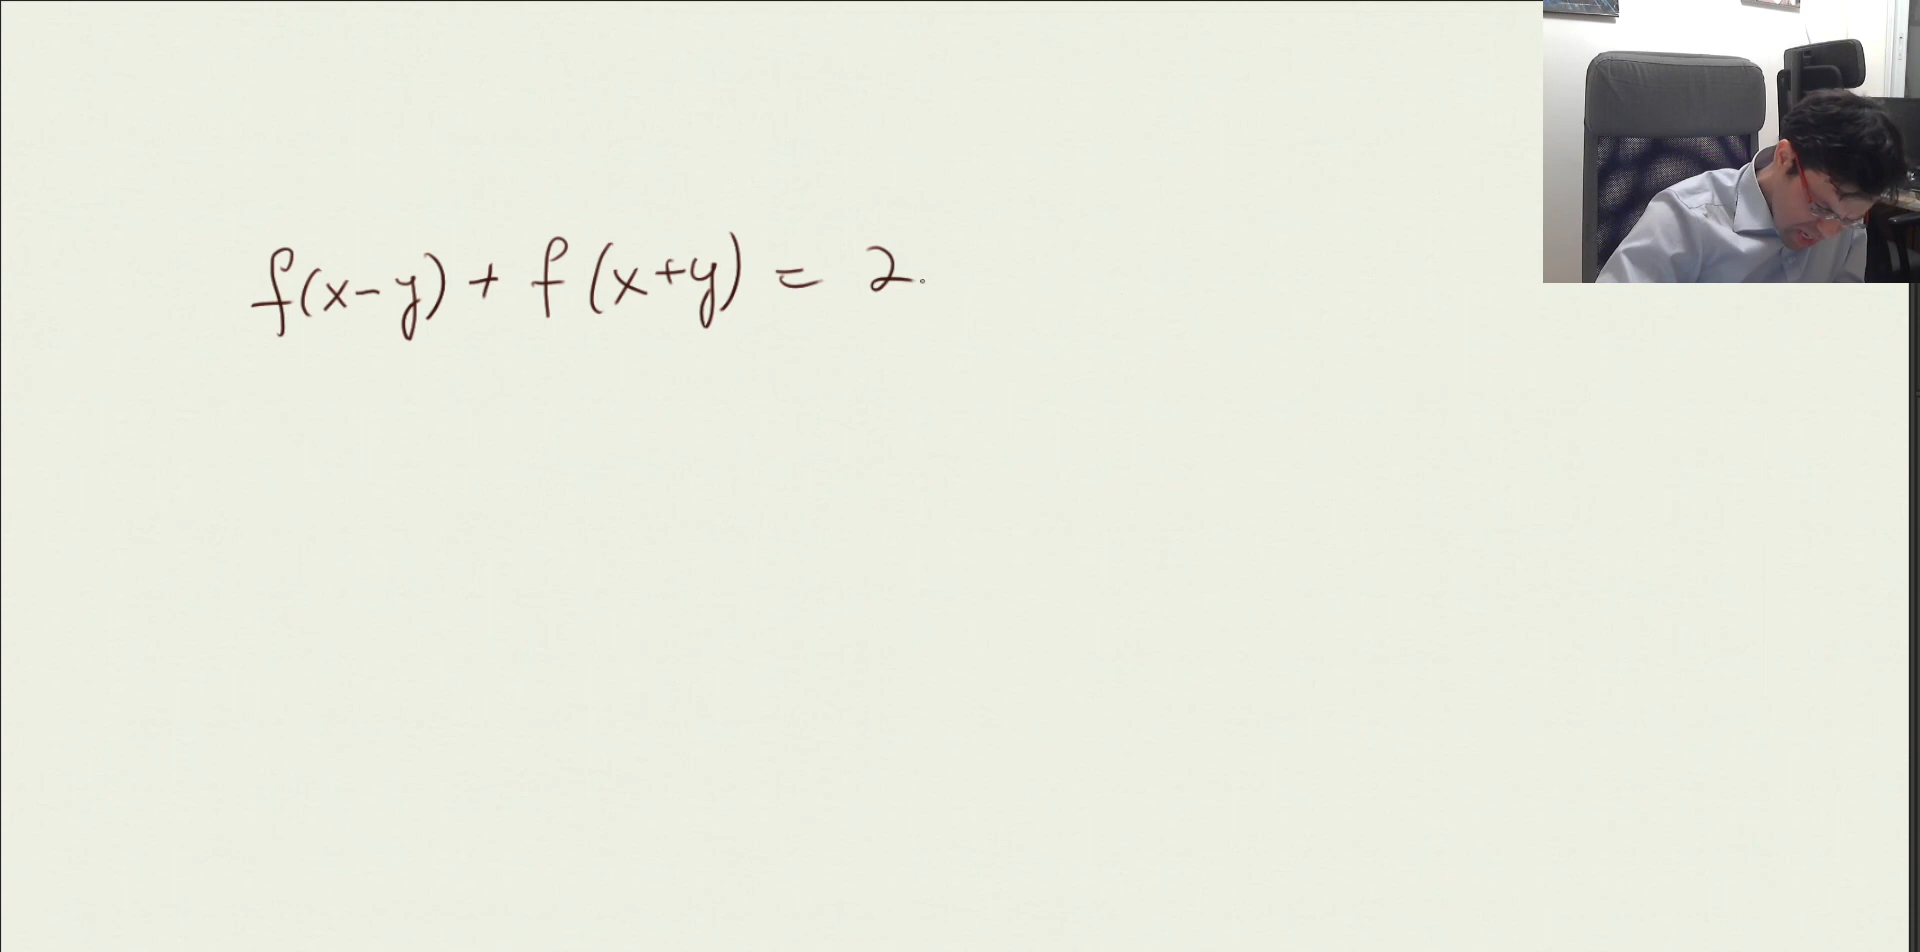 f(x-y) + f(x+y) = 2